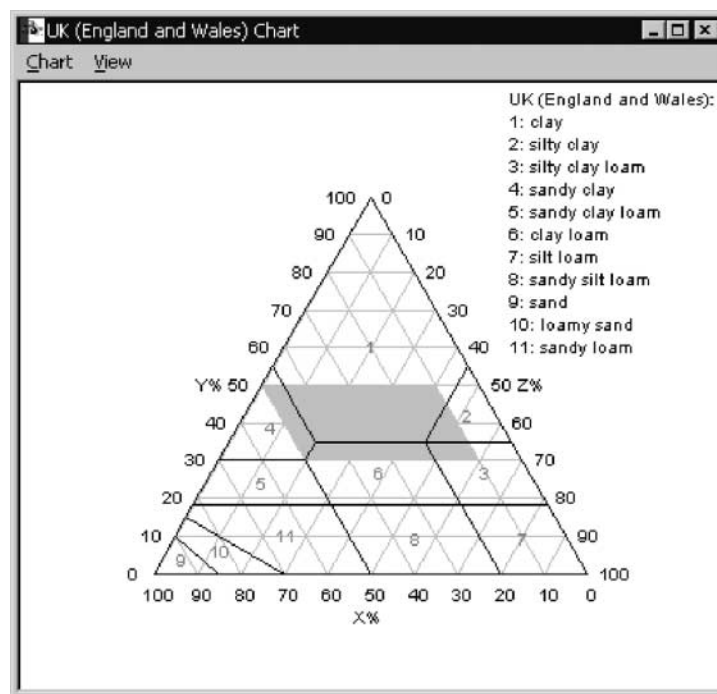 UK (England and Wales) Chart
Chart View
UK (England and Wales):
1: clay
2: silty clay
3: silty clay loam
4: sandy clay
5: sandy clay loam
6: clay loam
7: silt loam
8: sandy silt loam
9: sand
10: loamy sand
11: sandy loam
100 0
90 10
80 20
70 30
60 1 40
Y% 50 50 Z%
40 4 2 60
30 6 3 70
5
20 80
10 11 8 7 90
10
9
0 100
100 90 80 70 60 50 40 30 20 10 0
X%